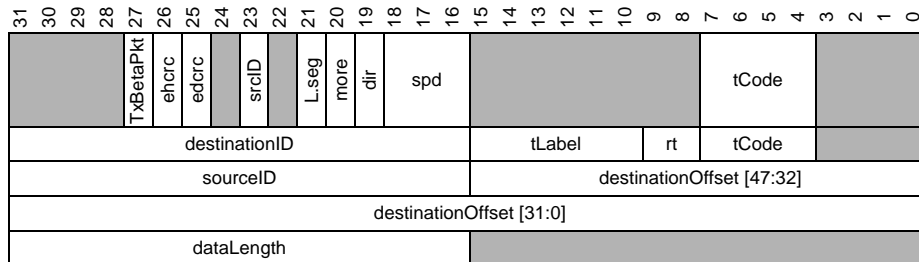 31 30 29 28 27 26 25 24 23 22 21 20 19 18 17 16 15 14 13 12 11 10 9 8 7 6 5 4 3 2 1 0
TxBetaPkt ehcrc edcrc srcID L.seg more dir spd tCode
destinationID tLabel rt tCode
sourceID destinationOffset [47:32]
destinationOffset [31:0]
dataLength